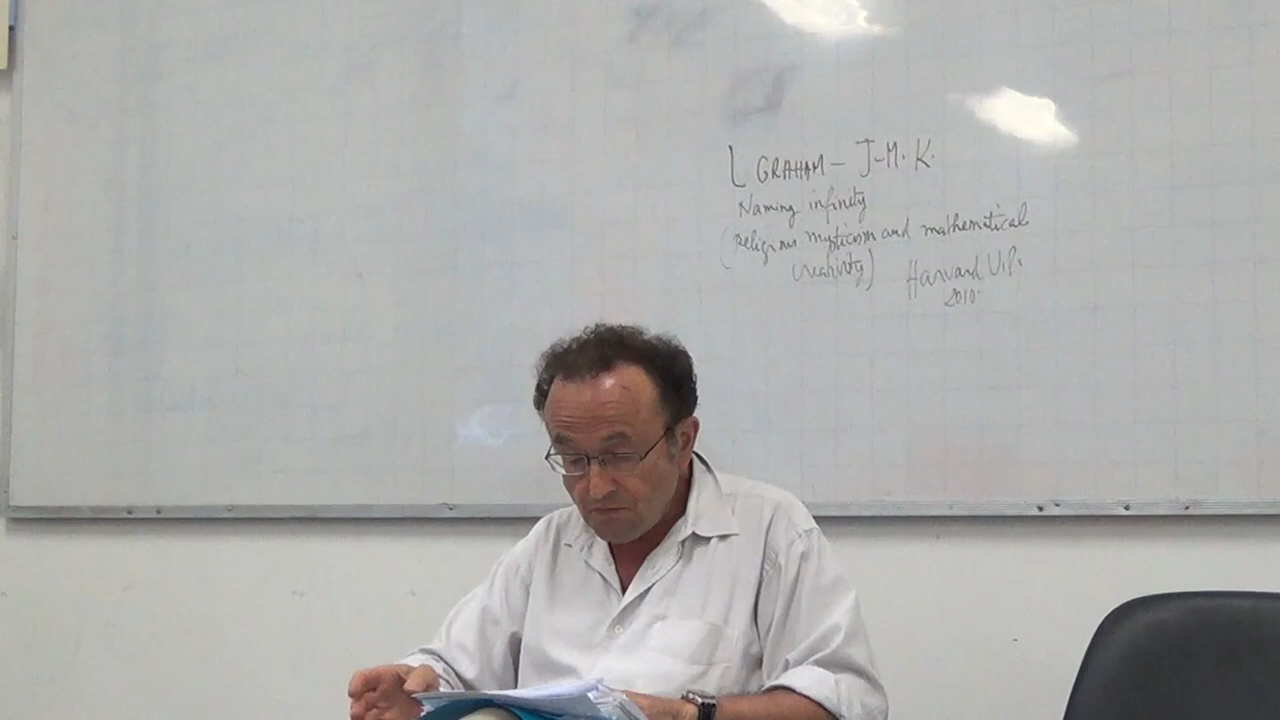 L GRAHAM – J-M. K.
Naming infinity
(Religious mysticism and mathematical
creativity) Harvard U.P.
2010.